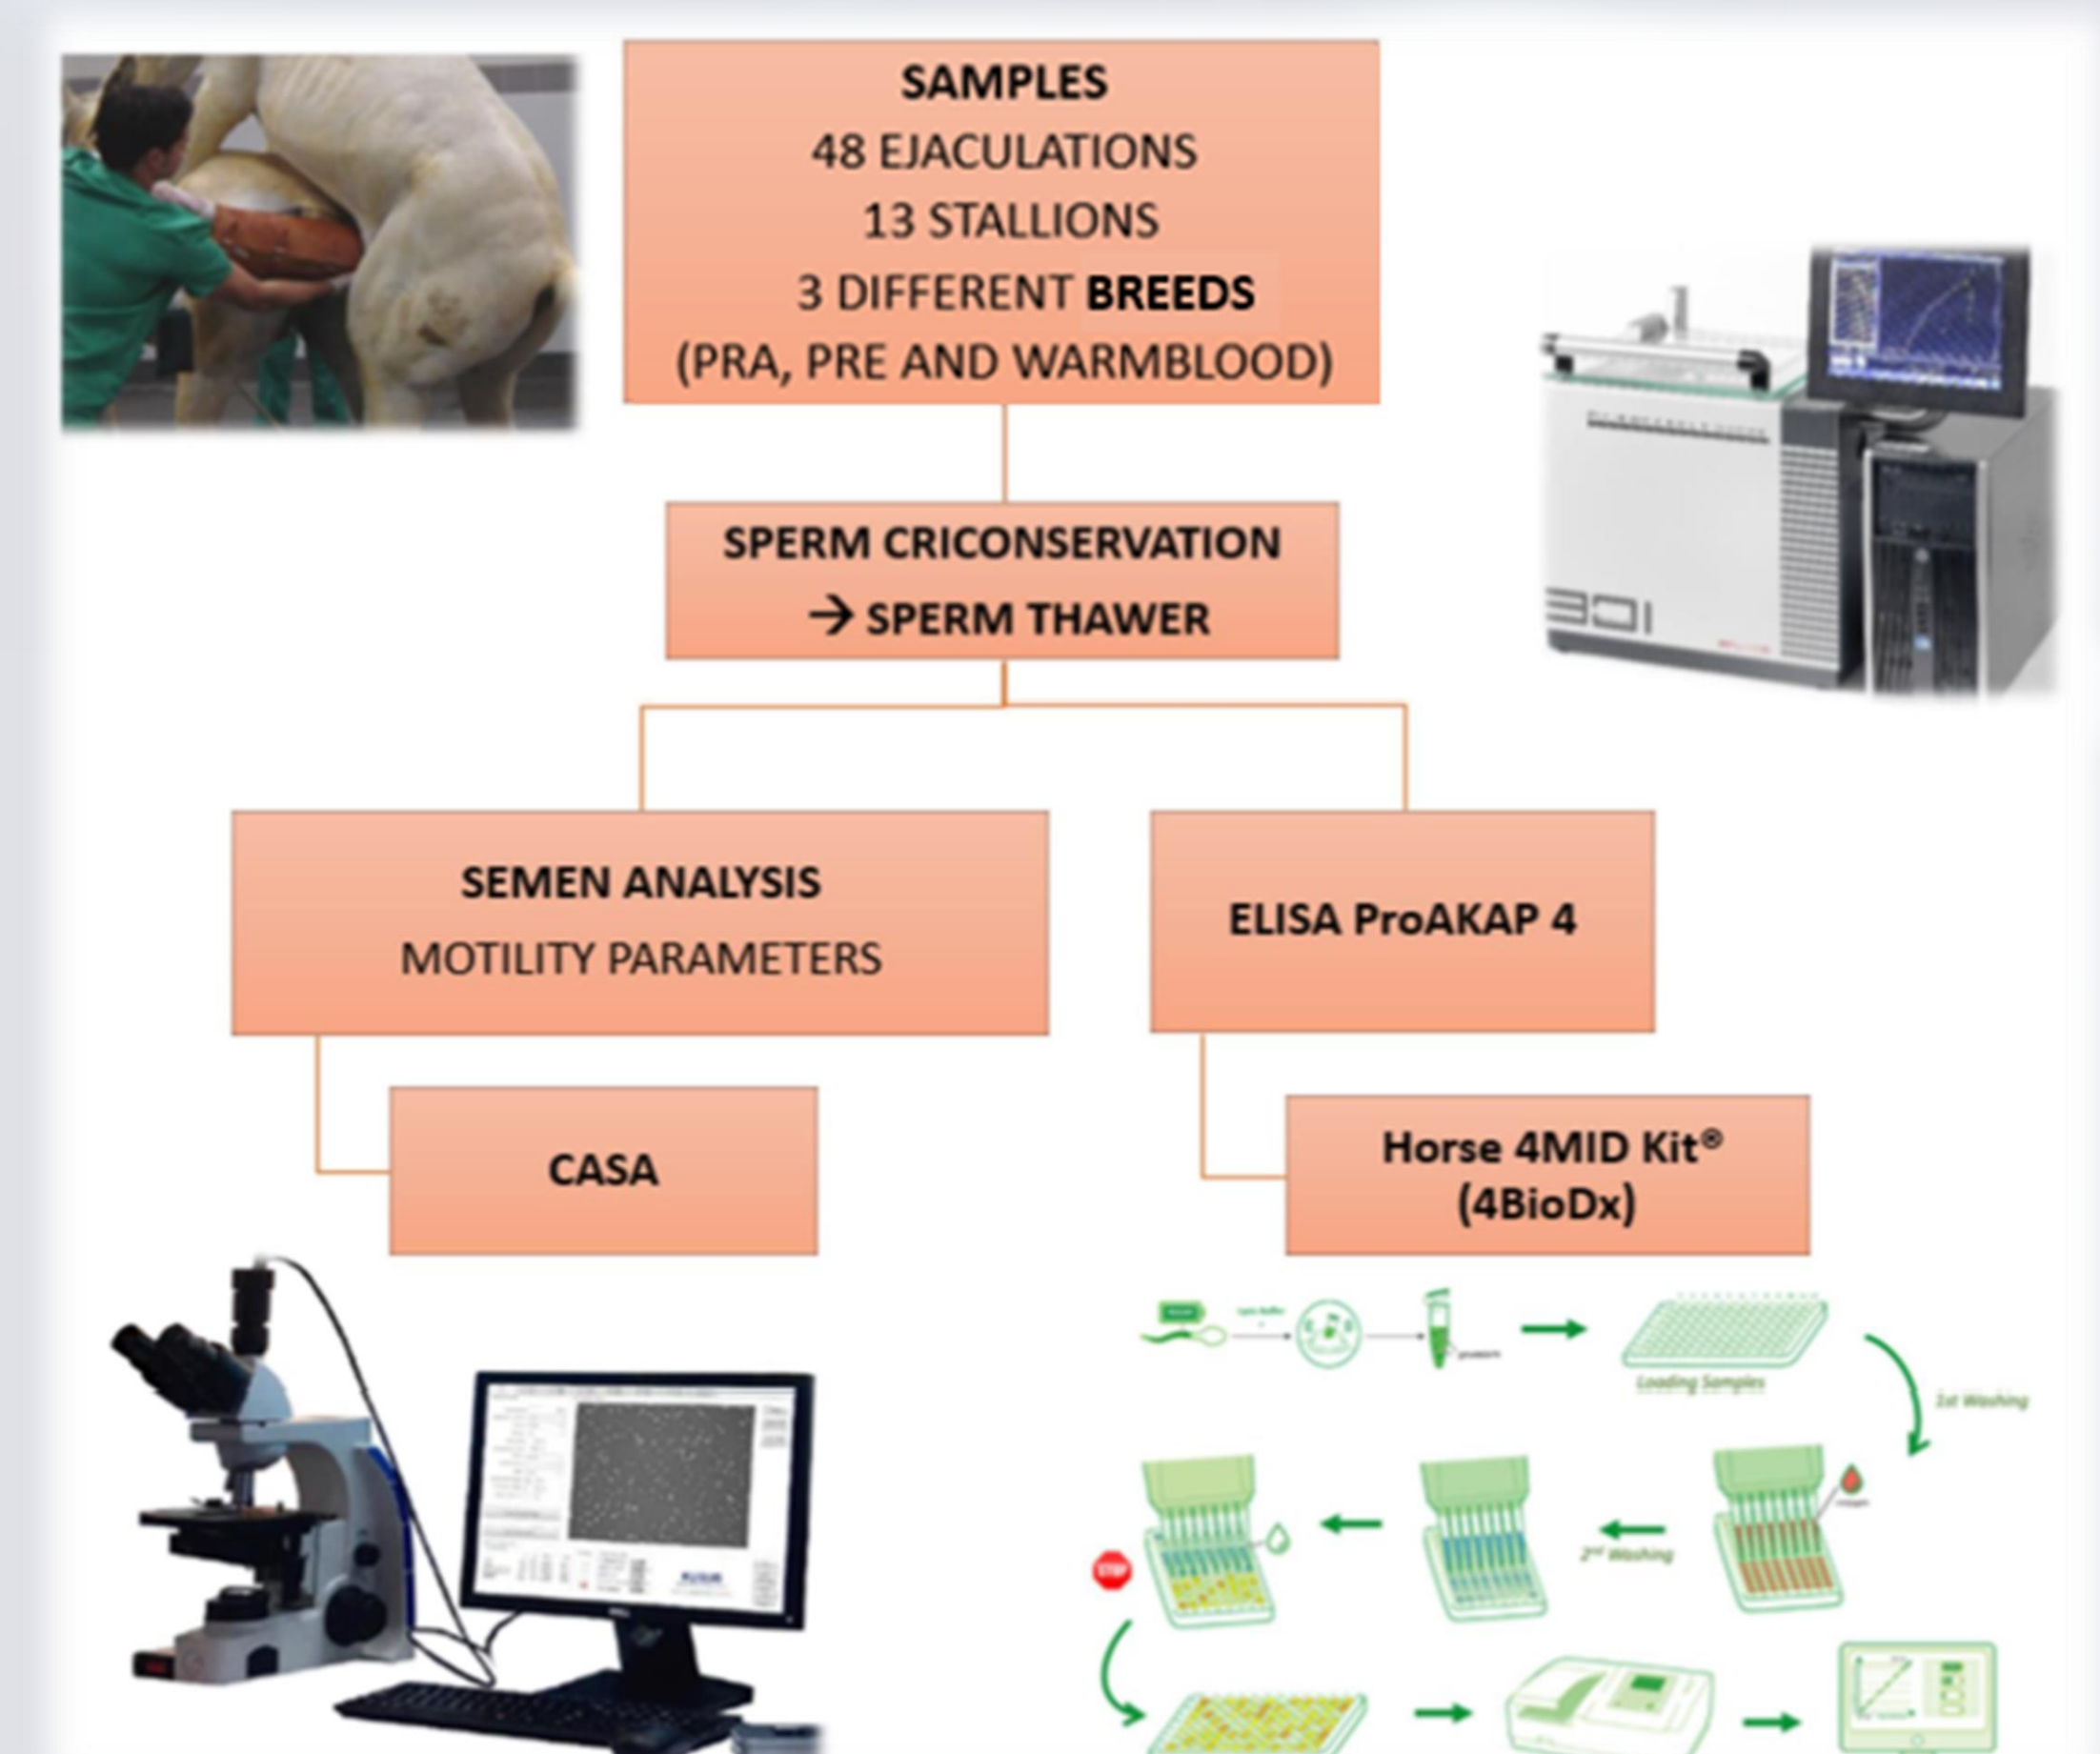 SAMPLES
48 EJACULATIONS
13 STALLIONS
3 DIFFERENT BREEDS
(PRA, PRE AND WARMBLOOD)
SPERM CRICONSERVATION
→ SPERM THAWER
SEMEN ANALYSIS
MOTILITY PARAMETERS
ELISA ProAKAP 4
CASA
Horse 4MID Kit®
(4BioDx)
Loading Samples
1st Washing
2nd Washing
STOP